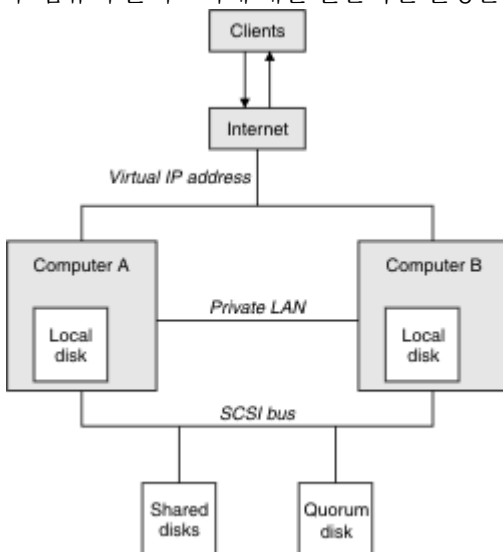 Clients
Internet
Virtual IP address
Computer A
Computer B
Private LAN
Local
disk
Local
disk
SCSI bus
Shared
disks
Quorum
disk